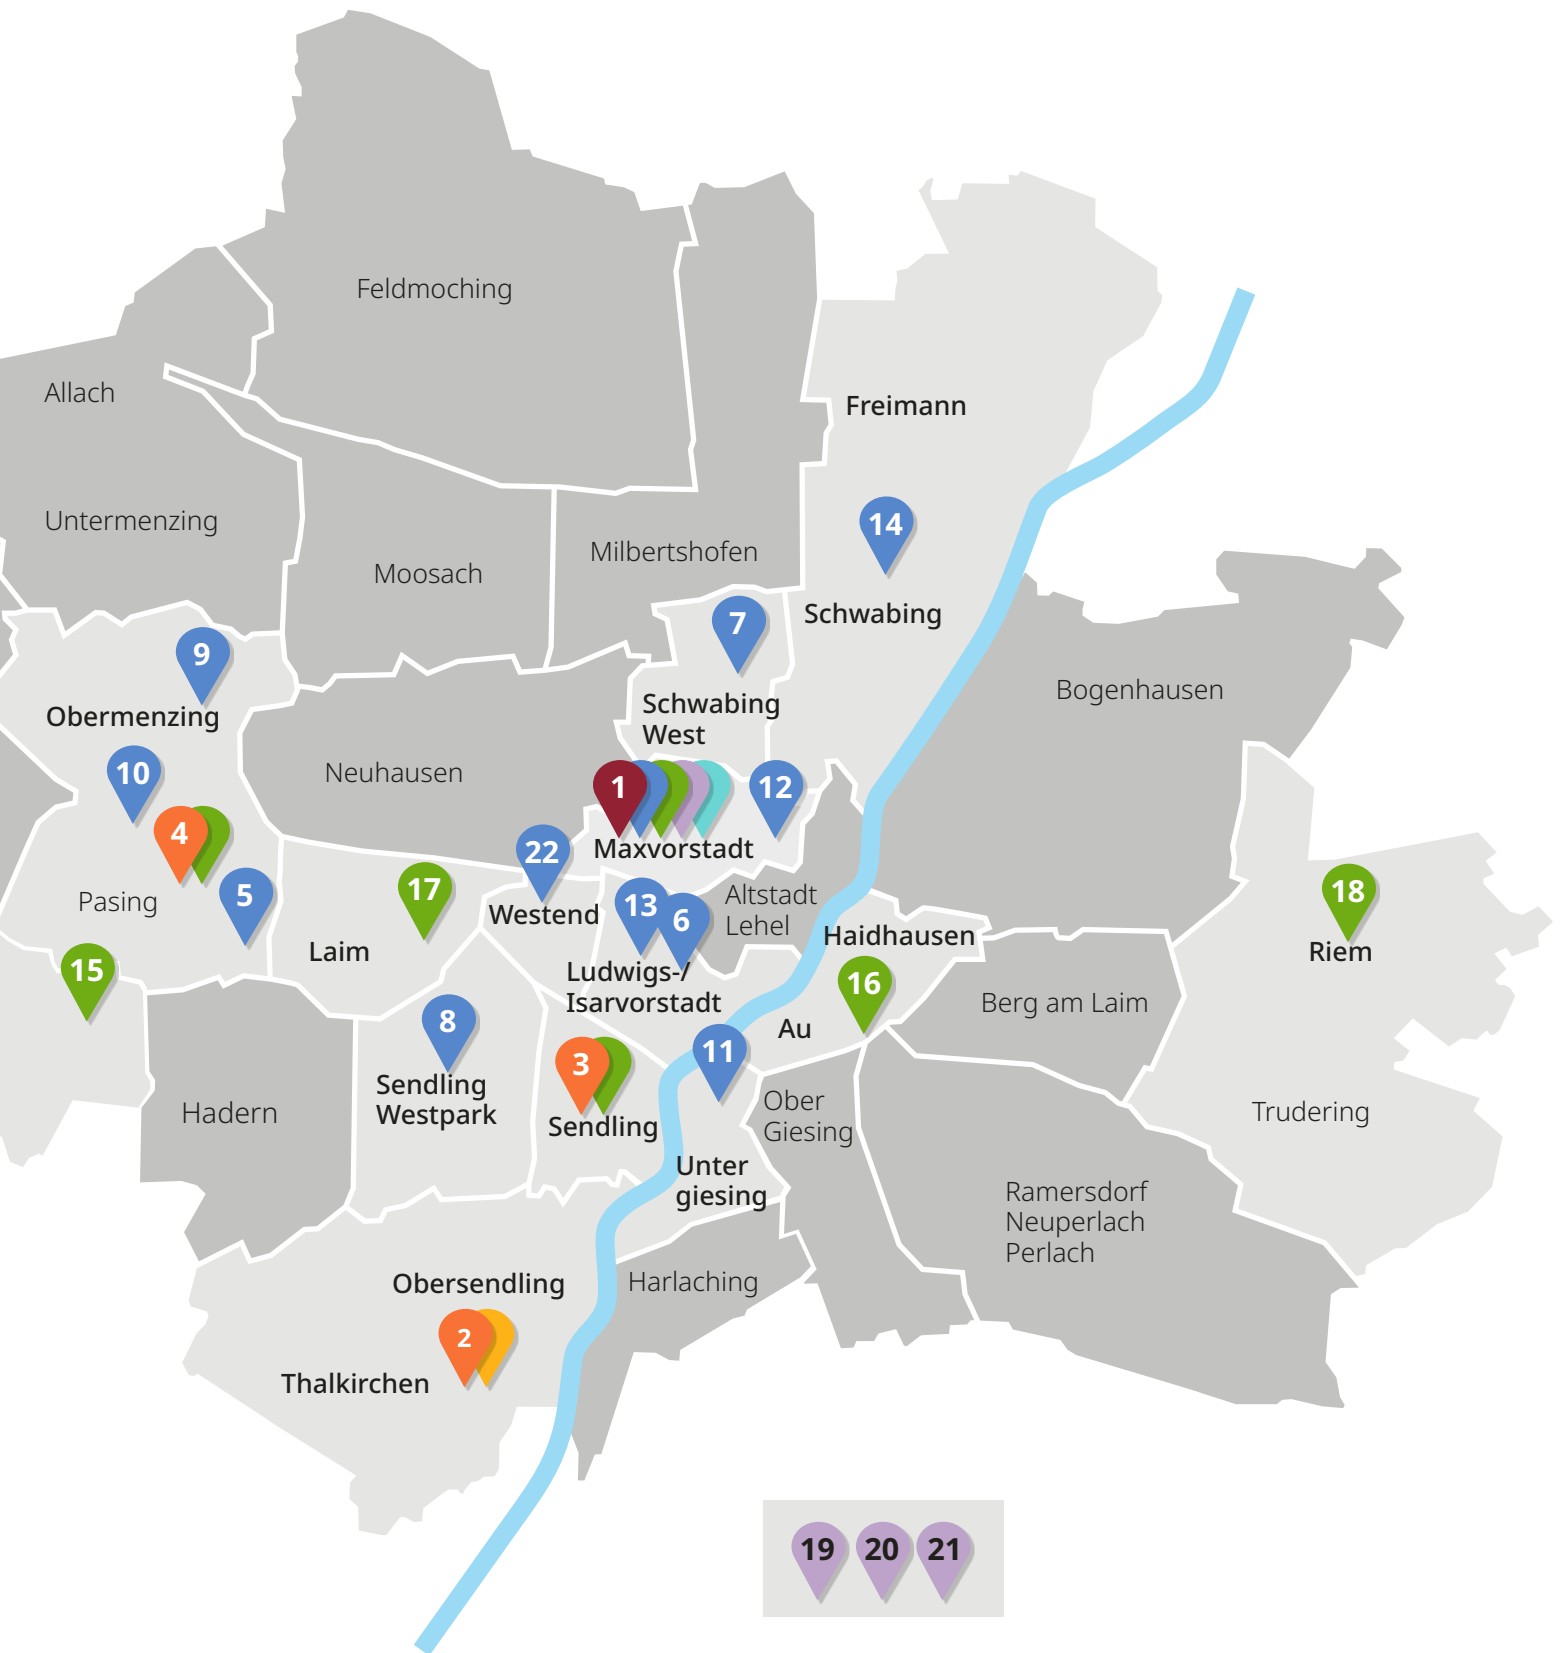 Feldmoching
Allach
Freimann
Untermenzing
14
Milbertshofen
Moosach
Schwabing
7
9
Bogenhausen
Schwabing
West
Obermenzing
Neuhausen
10
1
12
4
Maxvorstadt
22
17
5
Pasing
18
Altstadt
Lehel
13
6
Westend
Haidhausen
Laim
Riem
15
Ludwigs-/
Isarvorstadt
16
Berg am Laim
8
Au
11
3
Sendling
Westpark
Hadern
Sendling
Ober
Giesing
Trudering
Unter
giesing
Ramersdorf
Neuperlach
Perlach
Obersendling
Harlaching
2
Thalkirchen
19 20 21